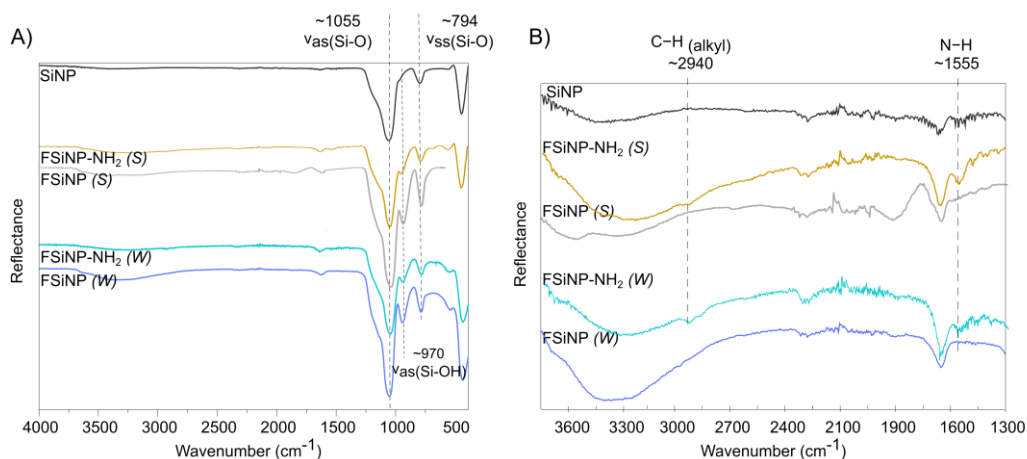 A)
~1055
νas(Si-O)
~794
νss(Si-O)
SiNP
FSiNP-NH₂ (S)
FSiNP (S)
FSiNP-NH₂ (W)
FSiNP (W)
~970
νas(Si-OH)
Reflectance
4000 3500 3000 2500 2000 1500 1000 500
Wavenumber (cm⁻¹)
B)
C−H (alkyl)
~2940
N−H
~1555
SiNP
FSiNP-NH₂ (S)
FSiNP (S)
FSiNP-NH₂ (W)
FSiNP (W)
Reflectance
3600 3300 2900 2700 2400 2100 1900 1600 1300
Wavenumber (cm⁻¹)